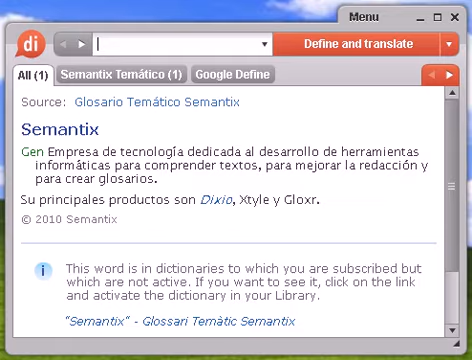 Menu
di
Define and translate
All (1)
Semantix Temático (1)
Google Define
Source: Glosario Temático Semantix
Semantix
Gen Empresa de tecnología dedicada al desarrollo de herramientas
informáticas para comprender textos, para mejorar la redacción y
para crear glosarios.
Su principales productos son Dixio, Xtyle y Gloxr.
© 2010 Semantix
i
This word is in dictionaries to which you are subscribed but
which are not active. If you want to see it, click on the link
and activate the dictionary in your Library.
"Semantix" - Glossari Temàtic Semantix